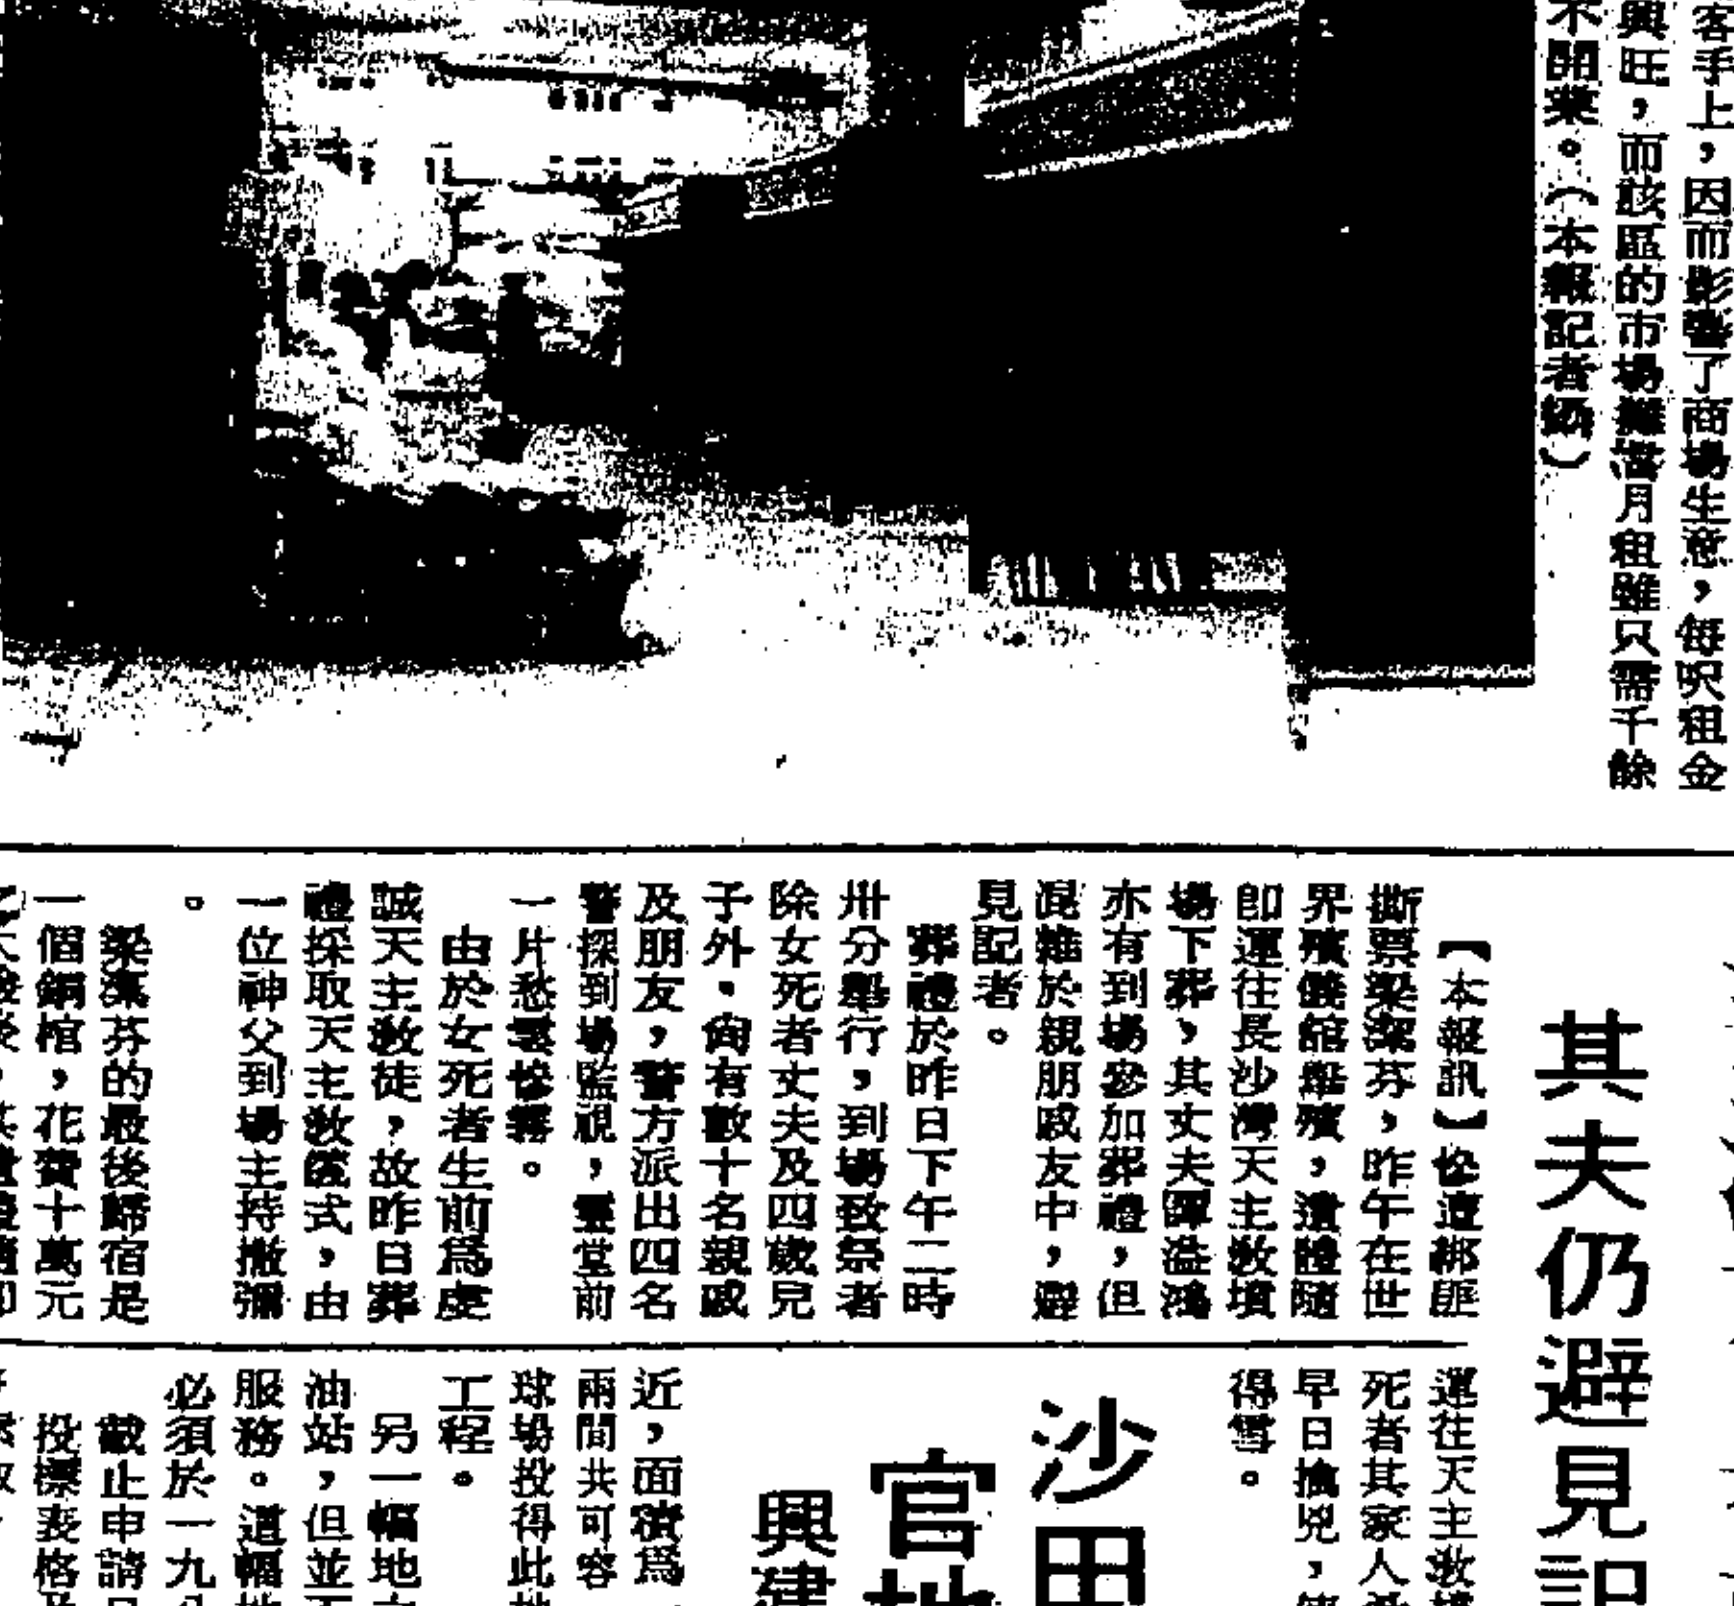 客手上，因而影響了商場生意，每呎租金
興旺，而該區的市場攤檔月租雖只需千餘
不開業。（本報記者攝）
其夫仍避見記
【本報訊】慘遭綁匪
撕票梁潔芬，昨午在世
界殯儀館舉殯，遺體隨
卽運往長沙灣天主教墳
場下葬，其丈夫譚溢鴻
亦有到場參加葬禮，但
混雜於親朋戚友中，避
見記者。
葬禮於昨日下午二時
卅分舉行，到場致祭者
除女死者丈夫及四歲兒
子外，尙有數十名親戚
及朋友，警方派出四名
警探到場監視，靈堂前
一片愁雲慘霧。
由於女死者生前爲虔
誠天主敎徒，故昨日葬
禮採取天主敎儀式，由
一位神父到場主持撒彌
。
梁潔芬的最後歸宿是
一個銅棺，花費十萬元
運往天主敎墳
死者其家人
早日擒兇，
得雪。
沙田
官地
興建
近，面積爲
兩間共可容
球場投得此地
工程。
另一幅地
油站，但並
服務。這幅地
必須於一九八
截止申請
投標表格及